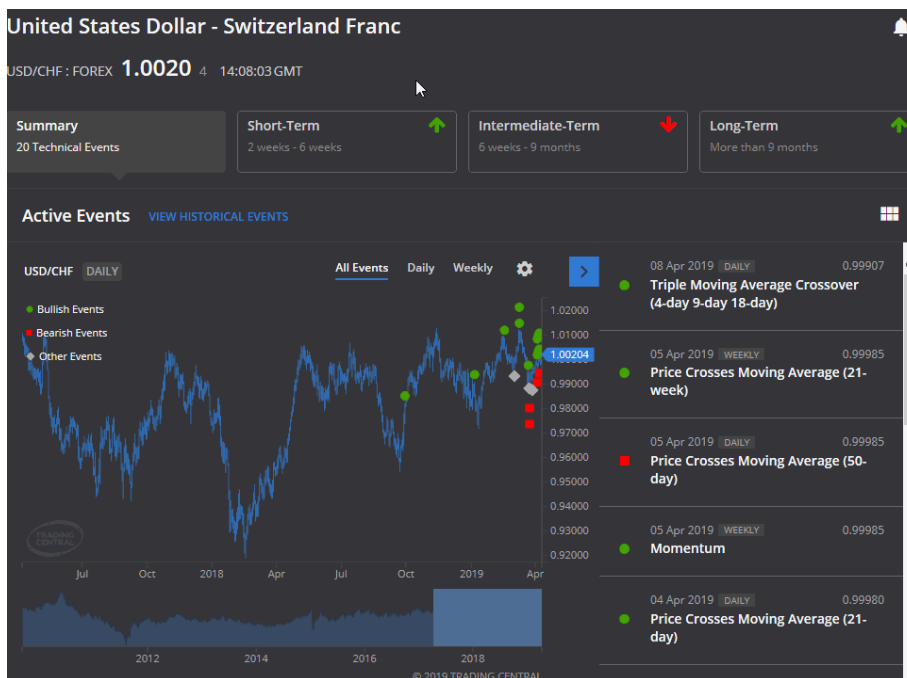 United States Dollar - Switzerland Franc
USD/CHF : FOREX 1.0020 4 14:08:03 GMT
Summary
20 Technical Events
Short-Term
2 weeks - 6 weeks
Intermediate-Term
6 weeks - 9 months
Long-Term
More than 9 months
Active Events VIEW HISTORICAL EVENTS
USD/CHF DAILY
All Events Daily Weekly
Bullish Events
Bearish Events
Other Events
1.02000
1.01000
1.00204
0.99000
0.98000
0.97000
0.96000
0.95000
0.94000
0.93000
0.92000
TRADING
CENTRAL
Jul Oct 2018 Apr Jul Oct 2019 Apr
2012 2014 2016 2018
© 2019 TRADING CENTRAL
08 Apr 2019 DAILY 0.99907
Triple Moving Average Crossover
(4-day 9-day 18-day)
05 Apr 2019 WEEKLY 0.99985
Price Crosses Moving Average (21-
week)
05 Apr 2019 DAILY 0.99985
Price Crosses Moving Average (50-
day)
05 Apr 2019 WEEKLY 0.99985
Momentum
04 Apr 2019 DAILY 0.99980
Price Crosses Moving Average (21-
day)